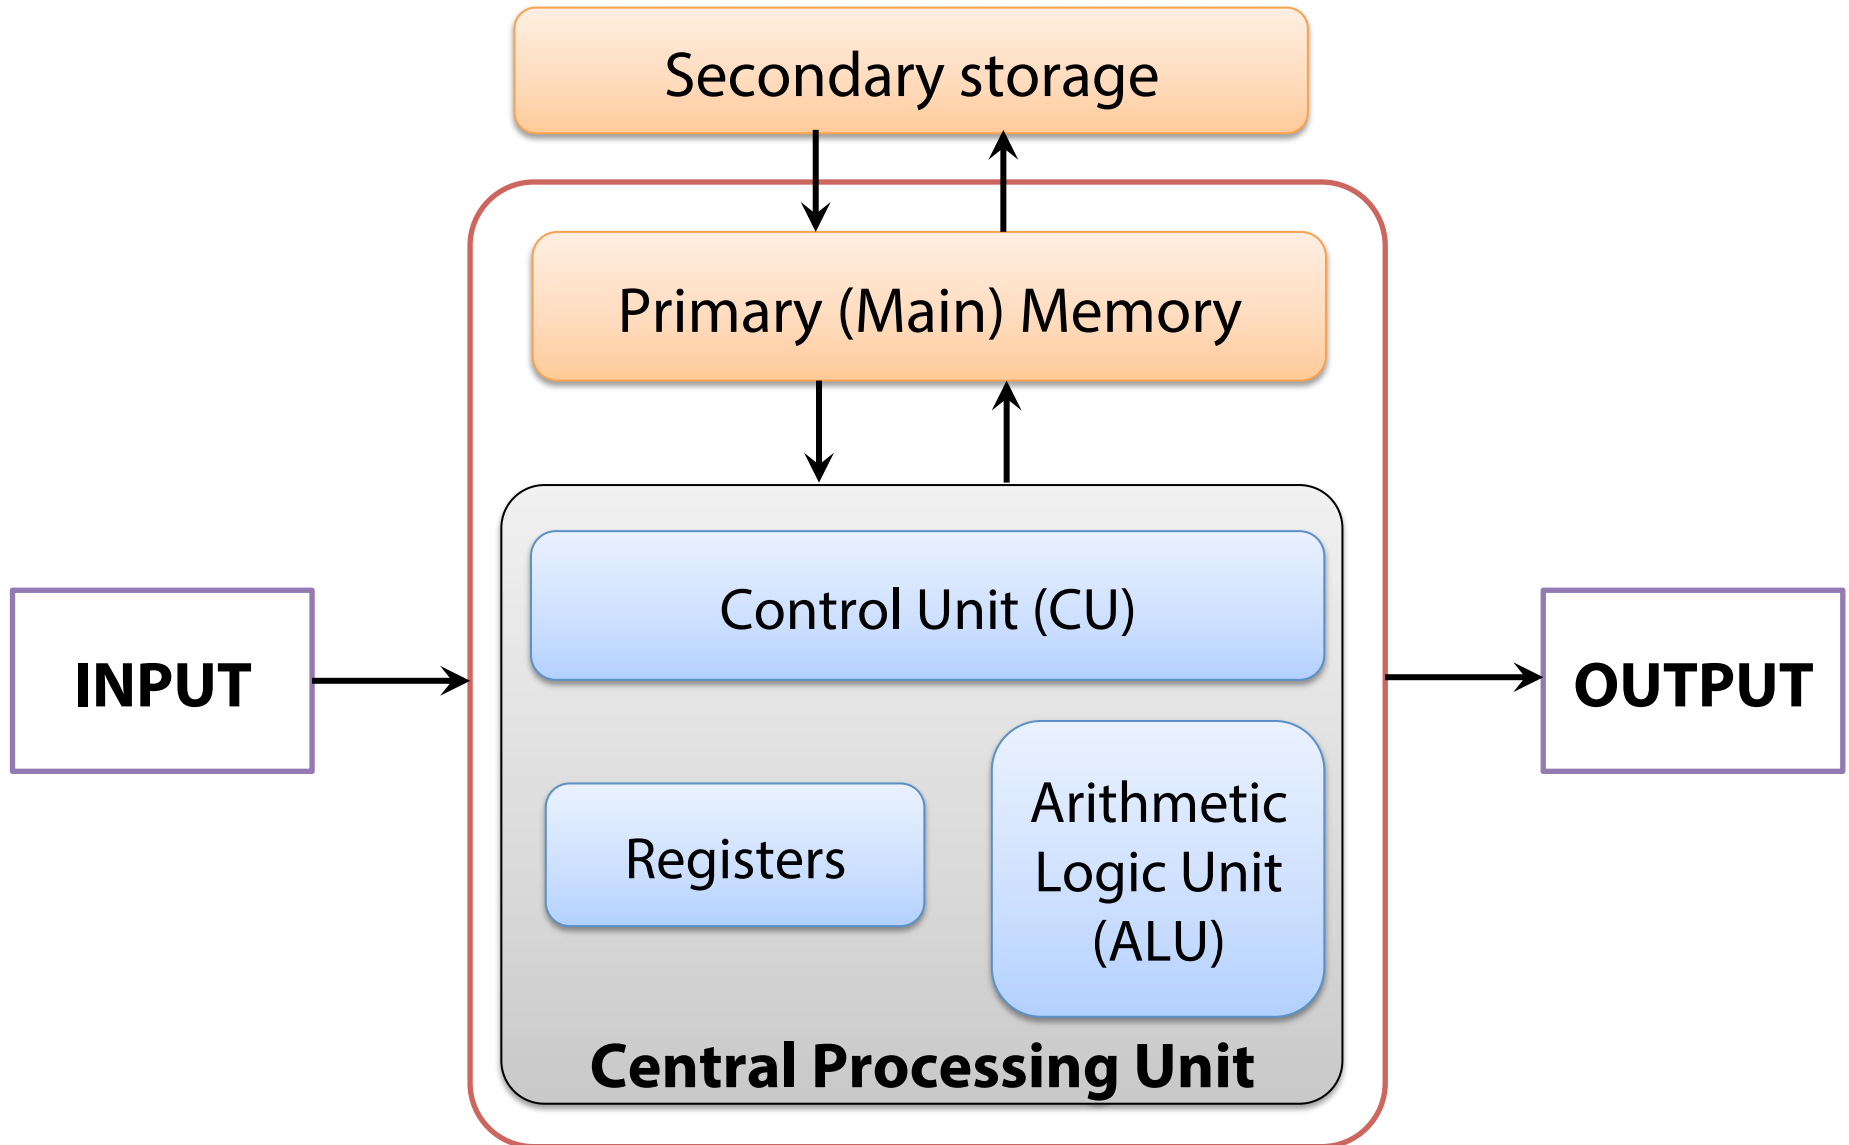 Secondary storage
Primary (Main) Memory
Control Unit (CU)
INPUT
OUTPUT
Registers
Arithmetic
Logic Unit
(ALU)
Central Processing Unit